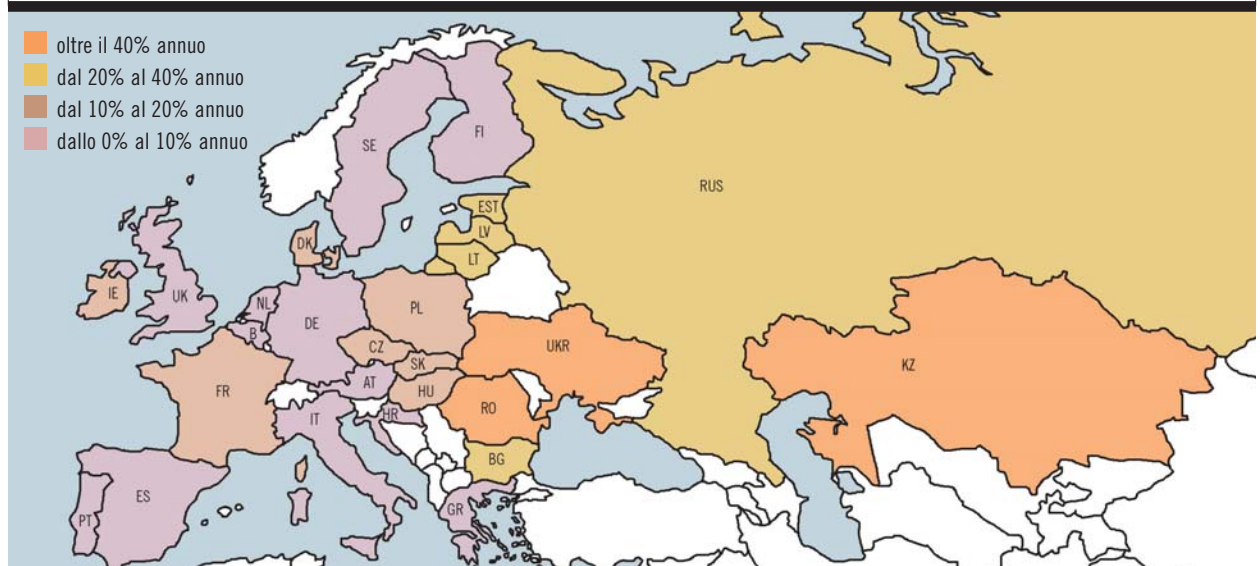 oltre il 40% annuo
dal 20% al 40% annuo
dal 10% al 20% annuo
dallo 0% al 10% annuo
SE
FI
RUS
EST
LV
LT
DK
IE
UK
NL
B
DE
PL
CZ
SK
UKR
FR
AT
HU
KZ
IT
HR
RO
BG
ES
PT
GR